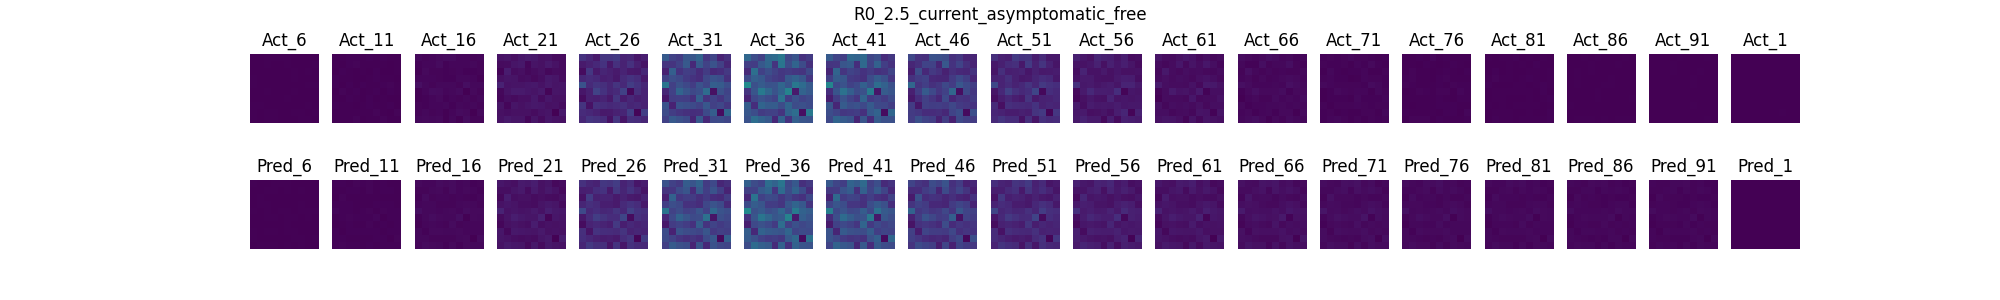 R0_2.5_current_asymptomatic_free
Act_6 Act_11 Act_16 Act_21 Act_26 Act_31 Act_36 Act_41 Act_46 Act_51 Act_56 Act_61 Act_66 Act_71 Act_76 Act_81 Act_86 Act_91 Act_1
Pred_6 Pred_11 Pred_16 Pred_21 Pred_26 Pred_31 Pred_36 Pred_41 Pred_46 Pred_51 Pred_56 Pred_61 Pred_66 Pred_71 Pred_76 Pred_81 Pred_86 Pred_91 Pred_1